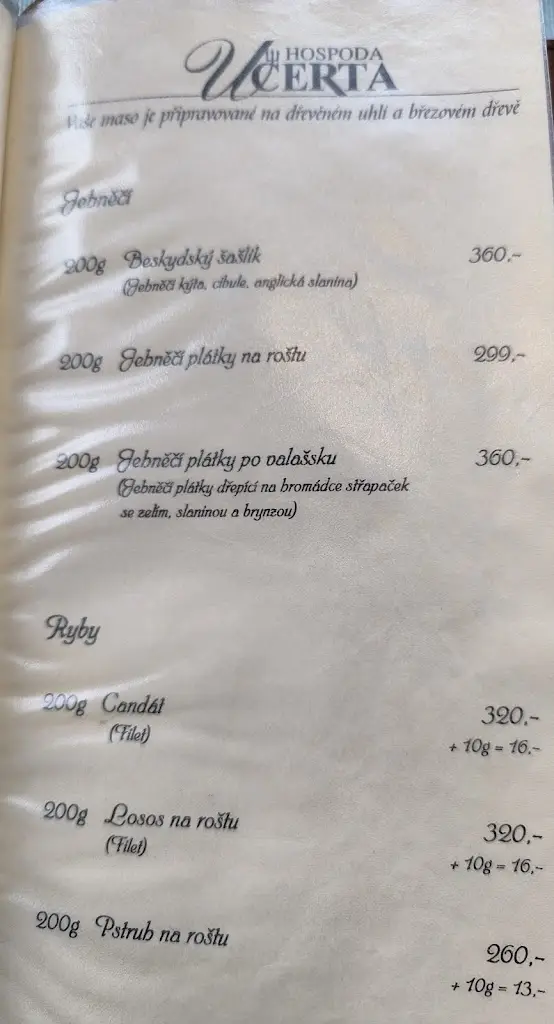 HOSPODA
U ČERTA
Vaše maso je připravované na dřevěném uhlí a březovém dřevě
Jehněčí
200g Beskydský šašlik 360.-
(Jehněčí kýta, cibule, anglická slanina)
200g Jehněčí plátky na roštu 299,-
200g Jehněčí plátky po valašsku 360,-
(Jehněčí plátky dřepící na hromádce střapaček
se zelím, slaninou a brynzou)
Ryby
200g Candát 320,-
(Filet) + 10g = 16,-
200g Losos na roštu 320,-
(Filet) + 10g = 16,-
200g Pstruh na roštu 260,-
+ 10g = 13,-